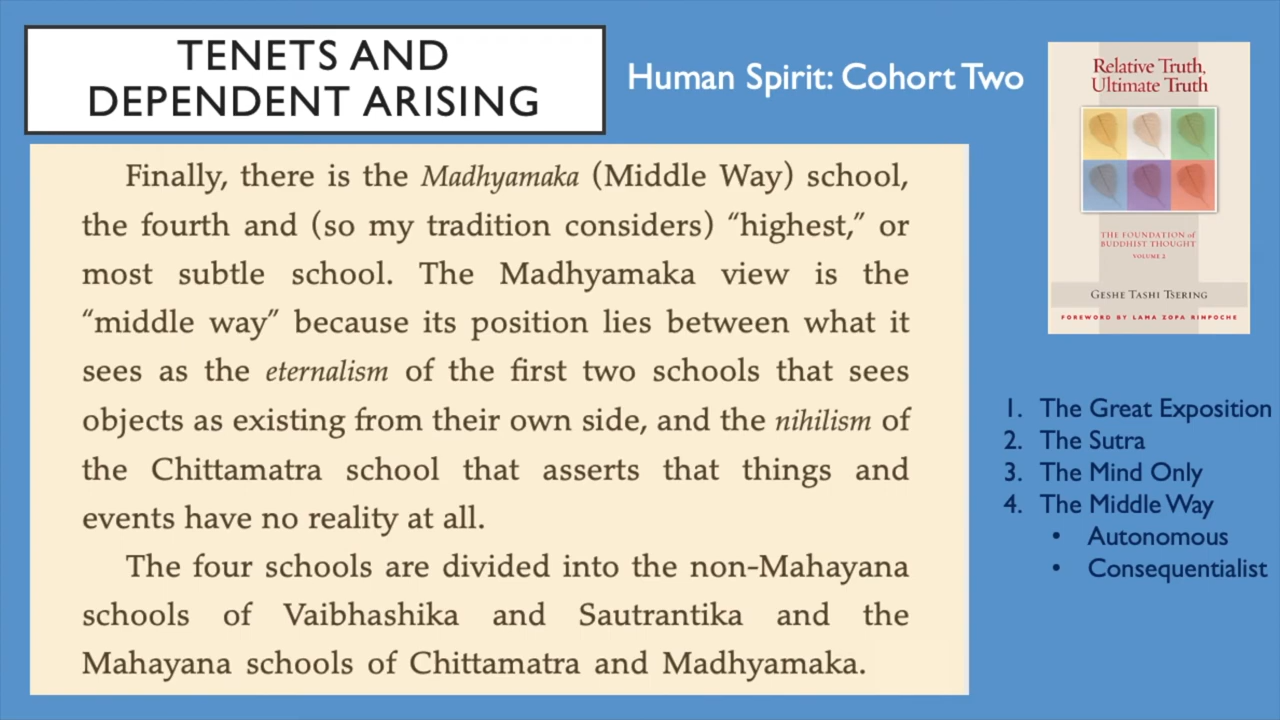 TENETS AND
DEPENDENT ARISING
Human Spirit: Cohort Two
Finally, there is the Madhyamaka (Middle Way) school,
the fourth and (so my tradition considers) “highest,” or
most subtle school. The Madhyamaka view is the
“middle way” because its position lies between what it
sees as the eternalism of the first two schools that sees
objects as existing from their own side, and the nihilism of
the Chittamatra school that asserts that things and
events have no reality at all.
The four schools are divided into the non-Mahayana
schools of Vaibhashika and Sautrantika and the
Mahayana schools of Chittamatra and Madhyamaka.
Relative Truth,
Ultimate Truth
THE FOUNDATION of
BUDDHIST THOUGHT
VOLUME 2
GESHE TASHI TSERING
FOREWORD BY LAMA ZOPA RINPOCHE
1. The Great Exposition
2. The Sutra
3. The Mind Only
4. The Middle Way
• Autonomous
• Consequentialist